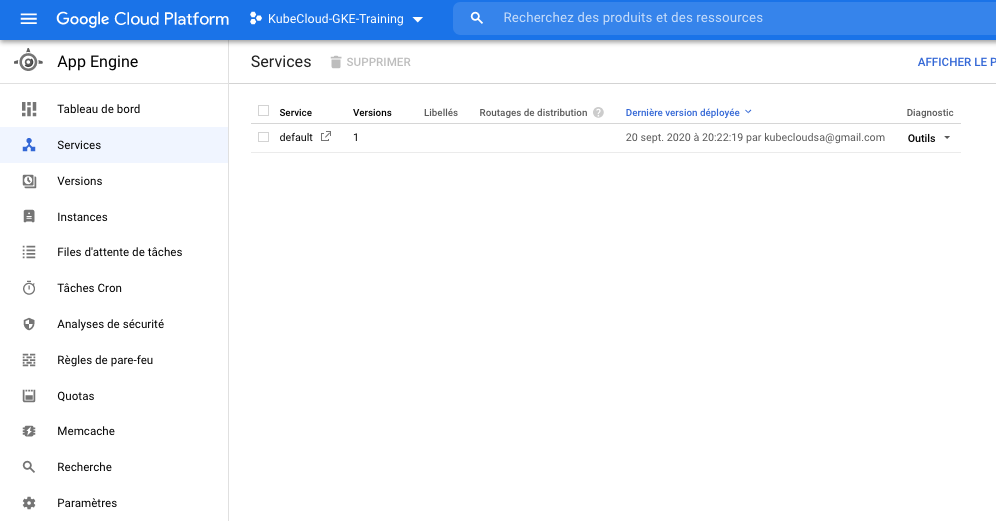 Google Cloud Platform KubeCloud-GKE-Training Recherchez des produits et des ressources
App Engine
Services SUPPRIMER AFFICHER LE P
Tableau de bord
Services
Versions
Instances
Files d'attente de tâches
Tâches Cron
Analyses de sécurité
Règles de pare-feu
Quotas
Memcache
Recherche
Paramètres
Service Versions Libellés Routages de distribution ? Dernière version déployée Diagnostic
default 1 20 sept. 2020 à 20:22:19 par kubecloudsa@gmail.com Outils